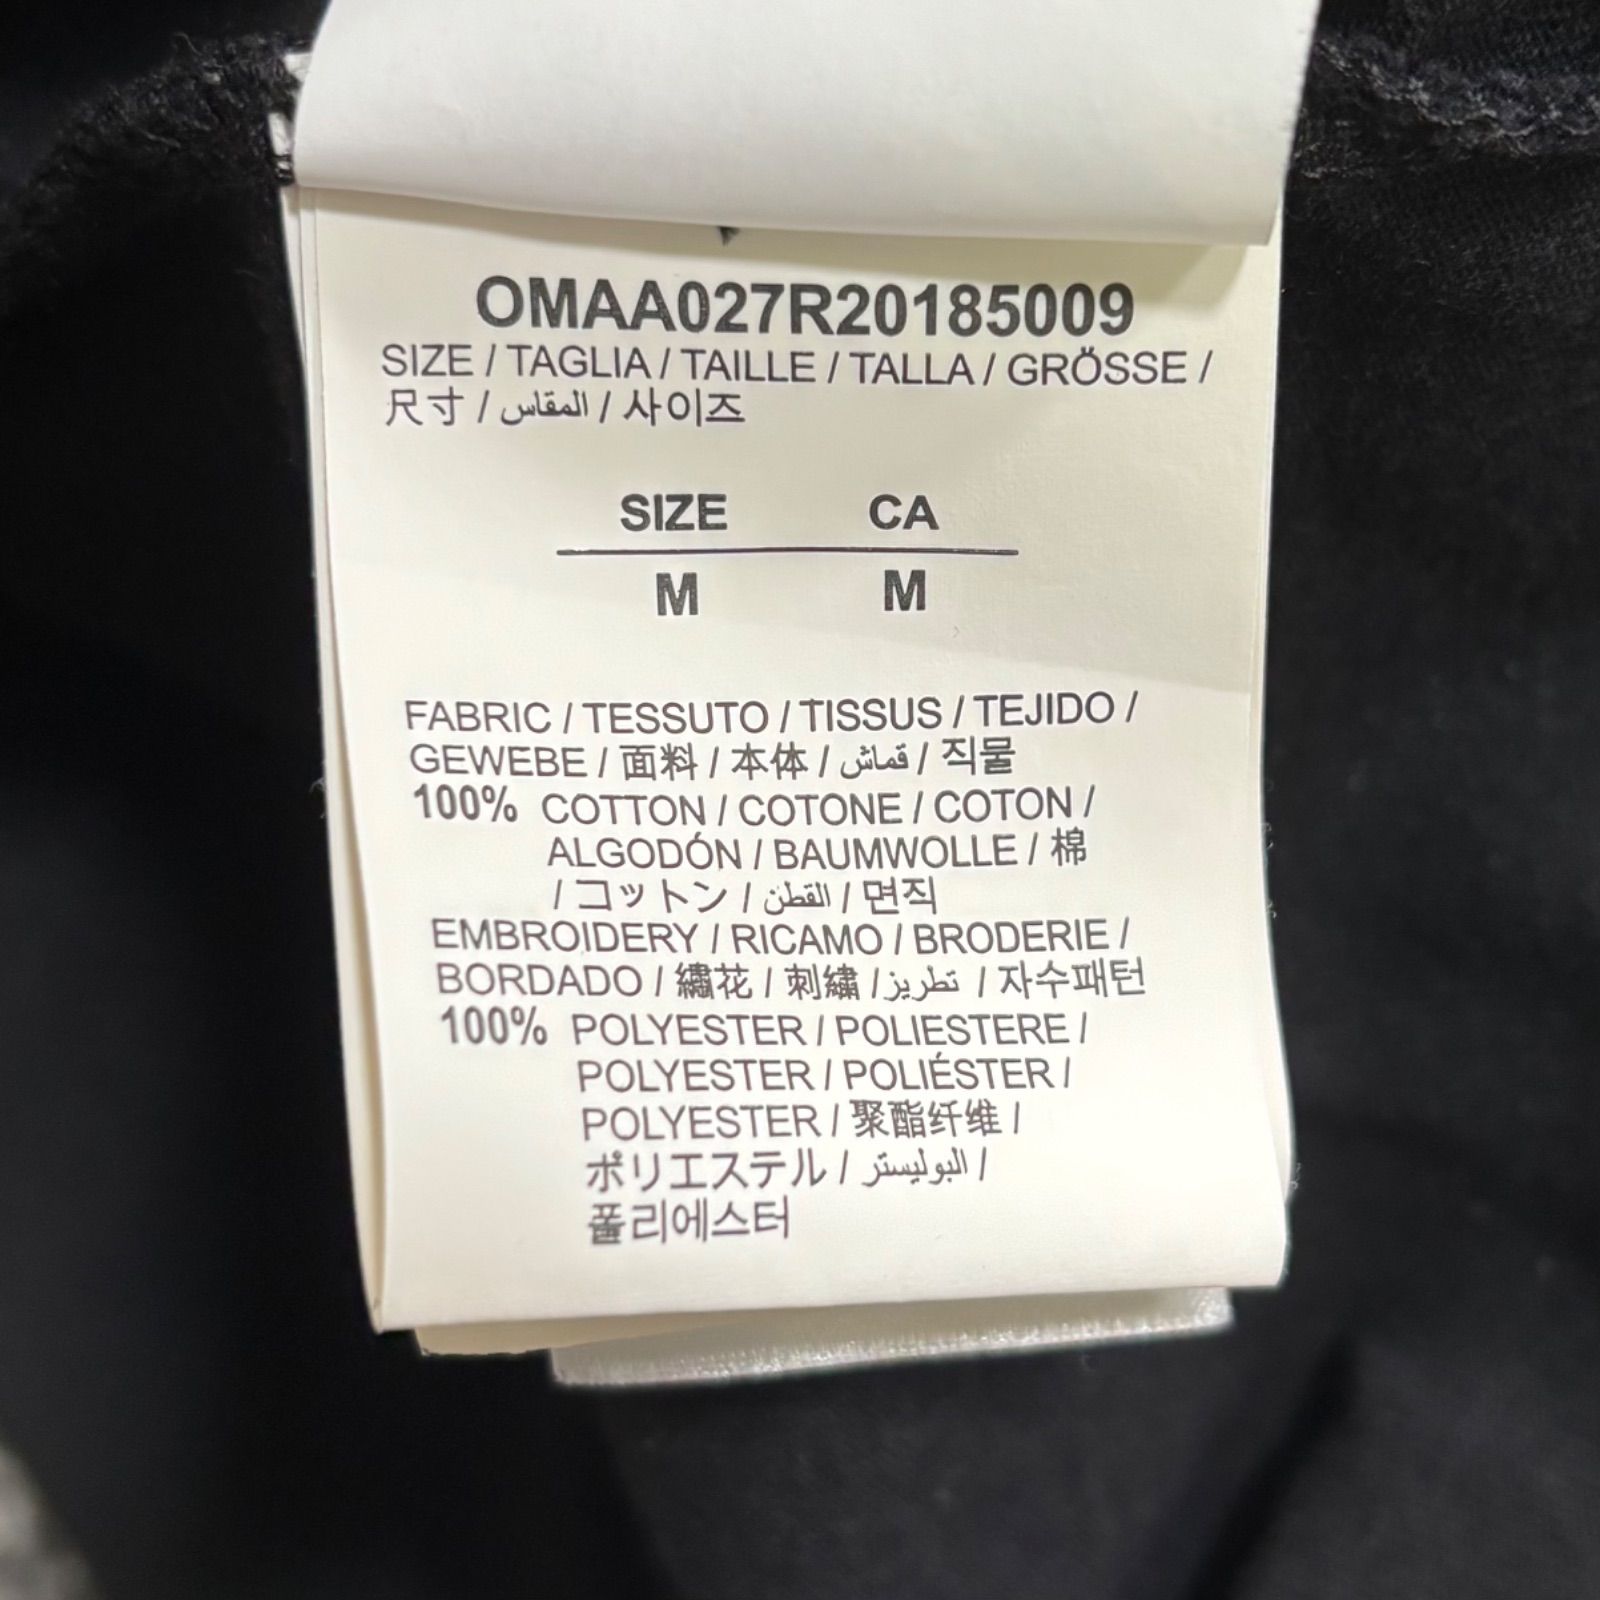 OMAA027R20185009
SIZE / TAGLIA / TAILLE / TALLA / GRÖSSE /
尺寸 / المقاس / 사이즈
SIZE CA
M M
FABRIC / TESSUTO / TISSUS / TEJIDO /
GEWEBE / 面料 / 本体 / قماش / 직물
100% COTTON / COTONE / COTON /
ALGODÓN / BAUMWOLLE / 棉
/ コットン / القطن / 면직
EMBROIDERY / RICAMO / BRODERIE /
BORDADO / 繡花 / 刺繍 / تطريز / 자수패턴
100% POLYESTER / POLIESTERE /
POLYESTER / POLIÉSTER /
POLYESTER / 聚酯纤维 /
ポリエステル / البوليستر /
폴리에스터